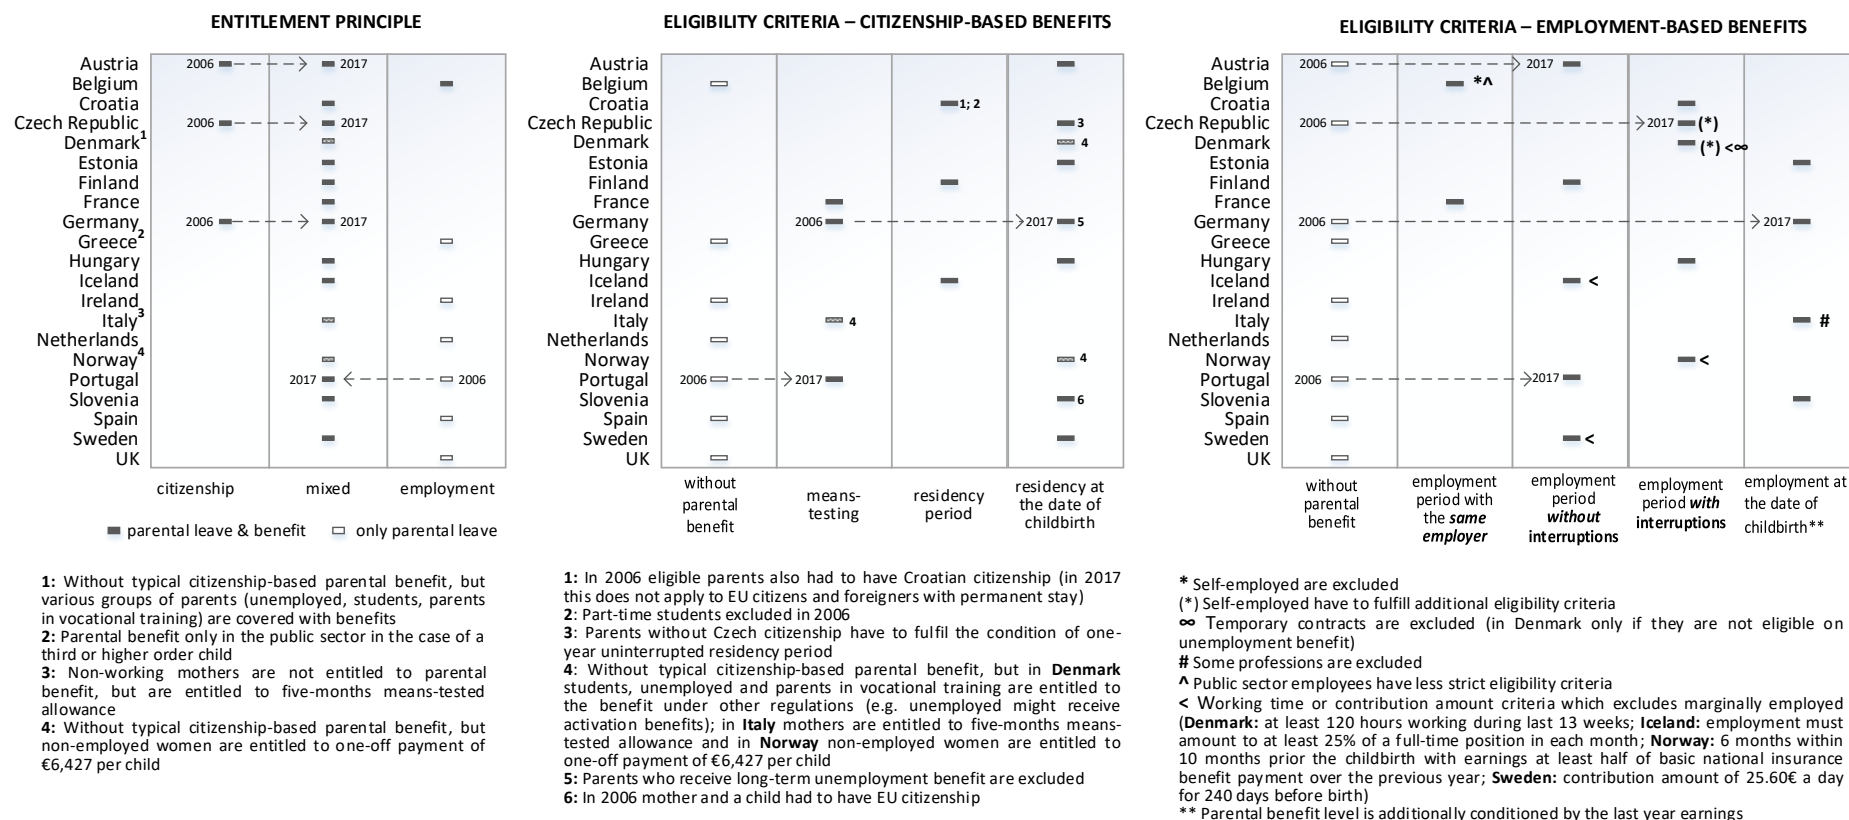 ENTITLEMENT PRINCIPLE
Austria 2006 2017
Belgium
Croatia
Czech Republic 2006 2017
Denmark1
Estonia
Finland
France
Germany 2006 2017
Greece2
Hungary
Iceland
Ireland
Italy3
Netherlands
Norway4
Portugal 2017 2006
Slovenia
Spain
Sweden
UK
citizenship mixed employment
parental leave & benefit only parental leave
1: Without typical citizenship-based parental benefit, but
various groups of parents (unemployed, students, parents
in vocational training) are covered with benefits
2: Parental benefit only in the public sector in the case of a
third or higher order child
3: Non-working mothers are not entitled to parental
benefit, but are entitled to five-months means-tested
allowance
4: Without typical citizenship-based parental benefit, but
non-employed women are entitled to one-off payment of
€6,427 per child
ELIGIBILITY CRITERIA – CITIZENSHIP-BASED BENEFITS
Austria
Belgium
Croatia 1; 2
Czech Republic 3
Denmark 4
Estonia
Finland
France
Germany 2006 2017 5
Greece
Hungary
Iceland
Ireland
Italy 4
Netherlands
Norway 4
Portugal 2006 2017
Slovenia 6
Spain
Sweden
UK
without
parental
benefit
means-
testing
residency
period
residency at
the date of
childbirth
1: In 2006 eligible parents also had to have Croatian citizenship (in 2017
this does not apply to EU citizens and foreigners with permanent stay)
2: Part-time students excluded in 2006
3: Parents without Czech citizenship have to fulfil the condition of one-
year uninterrupted residency period
4: Without typical citizenship-based parental benefit, but in Denmark
students, unemployed and parents in vocational training are entitled to
the benefit under other regulations (e.g. unemployed might receive
activation benefits); in Italy mothers are entitled to five-months means-
tested allowance and in Norway non-employed women are entitled to
one-off payment of €6,427 per child
5: Parents who receive long-term unemployment benefit are excluded
6: In 2006 mother and a child had to have EU citizenship
ELIGIBILITY CRITERIA – EMPLOYMENT-BASED BENEFITS
Austria 2006 2017
Belgium *^
Croatia
Czech Republic 2006 2017 (*)
Denmark (*) <∞
Estonia
Finland
France
Germany 2006 2017
Greece
Hungary
Iceland <
Ireland
Italy #
Netherlands
Norway <
Portugal 2006 2017
Slovenia
Spain
Sweden <
UK
without
parental
benefit
employment
period with
the same
employer
employment
period
without
interruptions
employment
period with
interruptions
employment at
the date of
childbirth**
* Self-employed are excluded
(*) Self-employed have to fulfill additional eligibility criteria
∞ Temporary contracts are excluded (in Denmark only if they are not eligible on
unemployment benefit)
# Some professions are excluded
^ Public sector employees have less strict eligibility criteria
< Working time or contribution amount criteria which excludes marginally employed
(Denmark: at least 120 hours working during last 13 weeks; Iceland: employment must
amount to at least 25% of a full-time position in each month; Norway: 6 months within
10 months prior the childbirth with earnings at least half of basic national insurance
benefit payment over the previous year; Sweden: contribution amount of 25.60€ a day
for 240 days before birth)
** Parental benefit level is additionally conditioned by the last year earnings